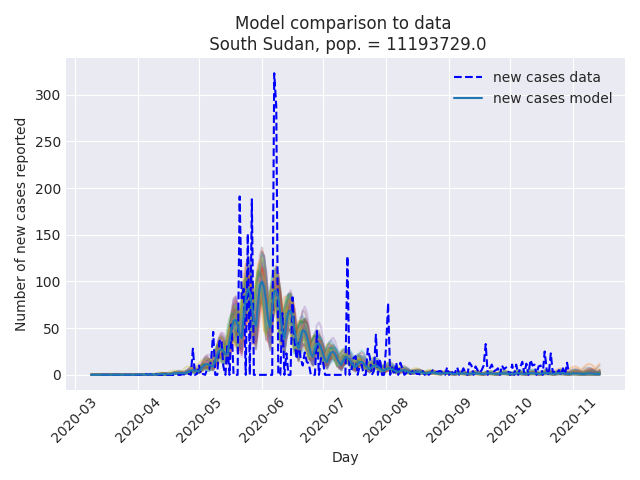 Model comparison to data
South Sudan, pop. = 11193729.0
new cases data
new cases model
Number of new cases reported
300
250
200
150
100
50
0
2020-03
2020-04
2020-05
2020-06
2020-07
2020-08
2020-09
2020-10
2020-11
Day